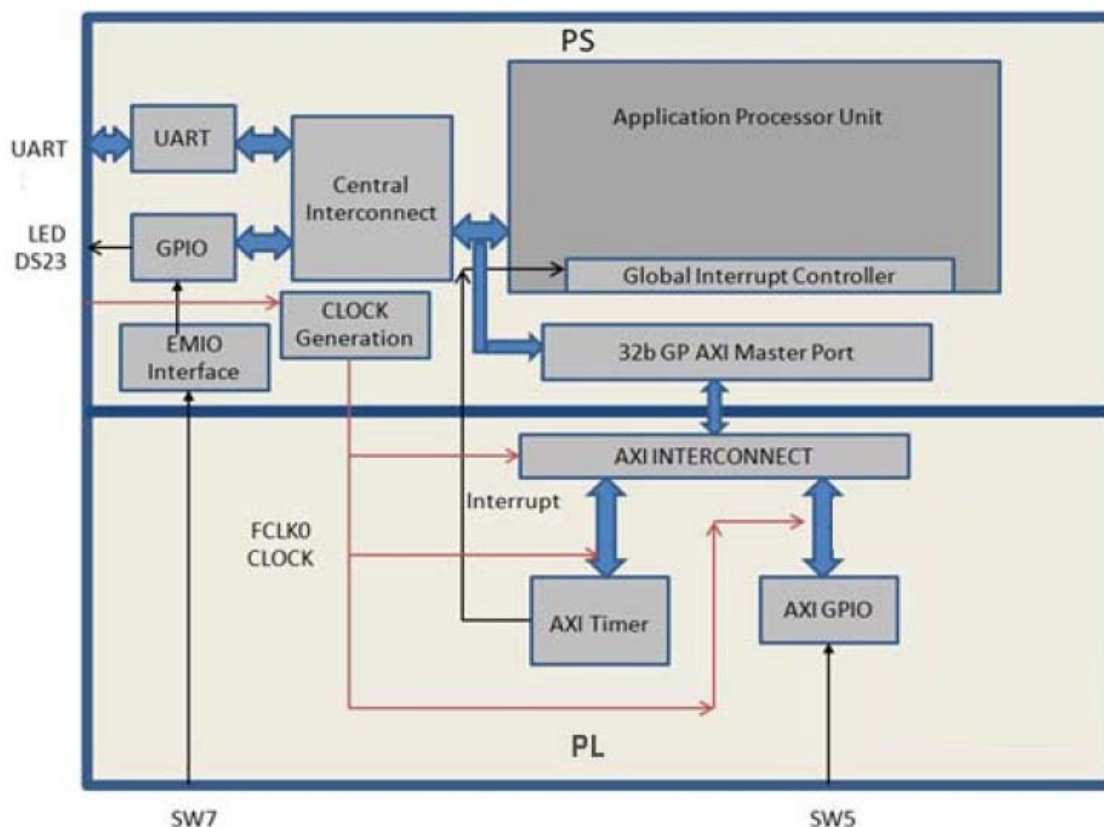 PS
Application Processor Unit
UART
UART
Central
Interconnect
LED
DS23
GPIO
Global Interrupt Controller
CLOCK
Generation
EMIO
Interface
32b GP AXI Master Port
AXI INTERCONNECT
Interrupt
FCLK0
CLOCK
AXI Timer
AXI GPIO
PL
SW7
SW5